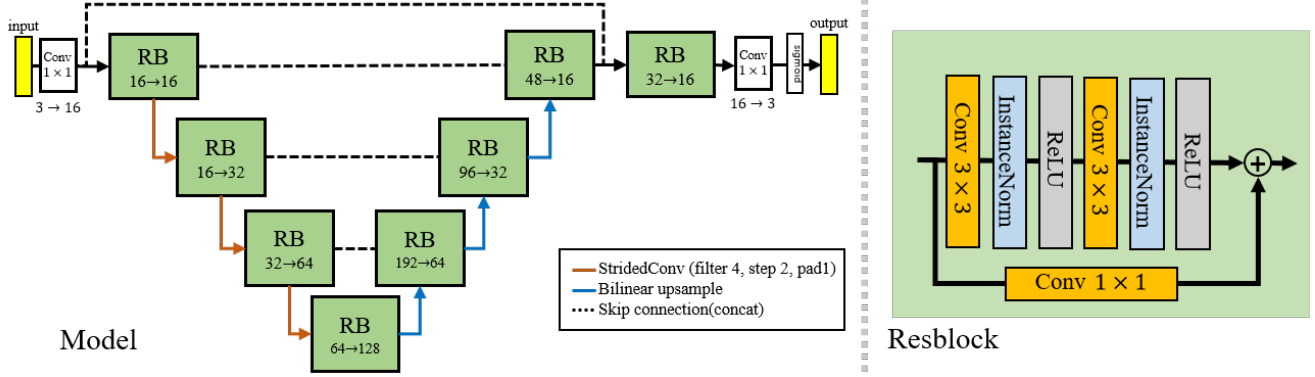 input
Conv
1 × 1
3 → 16
RB
16→16
RB
16→32
RB
32→64
RB
64→128
RB
192→64
RB
96→32
RB
48→16
RB
32→16
Conv
1 × 1
16 → 3
sigmoid
output
StridedConv (filter 4, step 2, pad1)
Bilinear upsample
Skip connection(concat)
Model
Conv 3 × 3
InstanceNorm
ReLU
Conv 3 × 3
InstanceNorm
ReLU
+
Conv 1 × 1
Resblock